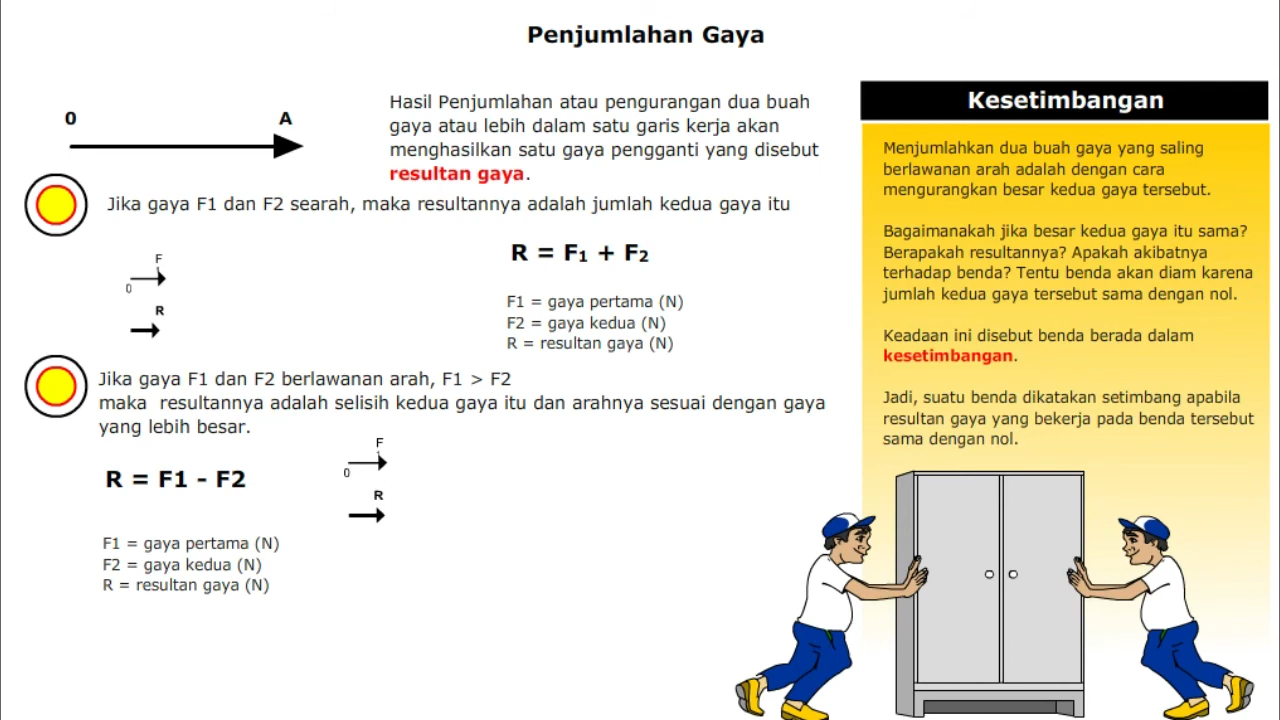 Penjumlahan Gaya
0 A
Hasil Penjumlahan atau pengurangan dua buah
gaya atau lebih dalam satu garis kerja akan
menghasilkan satu gaya pengganti yang disebut
resultan gaya.
Jika gaya F1 dan F2 searah, maka resultannya adalah jumlah kedua gaya itu
F
0
R
R = F₁ + F₂
F1 = gaya pertama (N)
F2 = gaya kedua (N)
R = resultan gaya (N)
Jika gaya F1 dan F2 berlawanan arah, F1 > F2
maka  resultannya adalah selisih kedua gaya itu dan arahnya sesuai dengan gaya
yang lebih besar.
R = F1 - F2
F
0
R
F1 = gaya pertama (N)
F2 = gaya kedua (N)
R = resultan gaya (N)
Kesetimbangan
Menjumlahkan dua buah gaya yang saling
berlawanan arah adalah dengan cara
mengurangkan besar kedua gaya tersebut.
Bagaimanakah jika besar kedua gaya itu sama?
Berapakah resultannya? Apakah akibatnya
terhadap benda? Tentu benda akan diam karena
jumlah kedua gaya tersebut sama dengan nol.
Keadaan ini disebut benda berada dalam
kesetimbangan.
Jadi, suatu benda dikatakan setimbang apabila
resultan gaya yang bekerja pada benda tersebut
sama dengan nol.